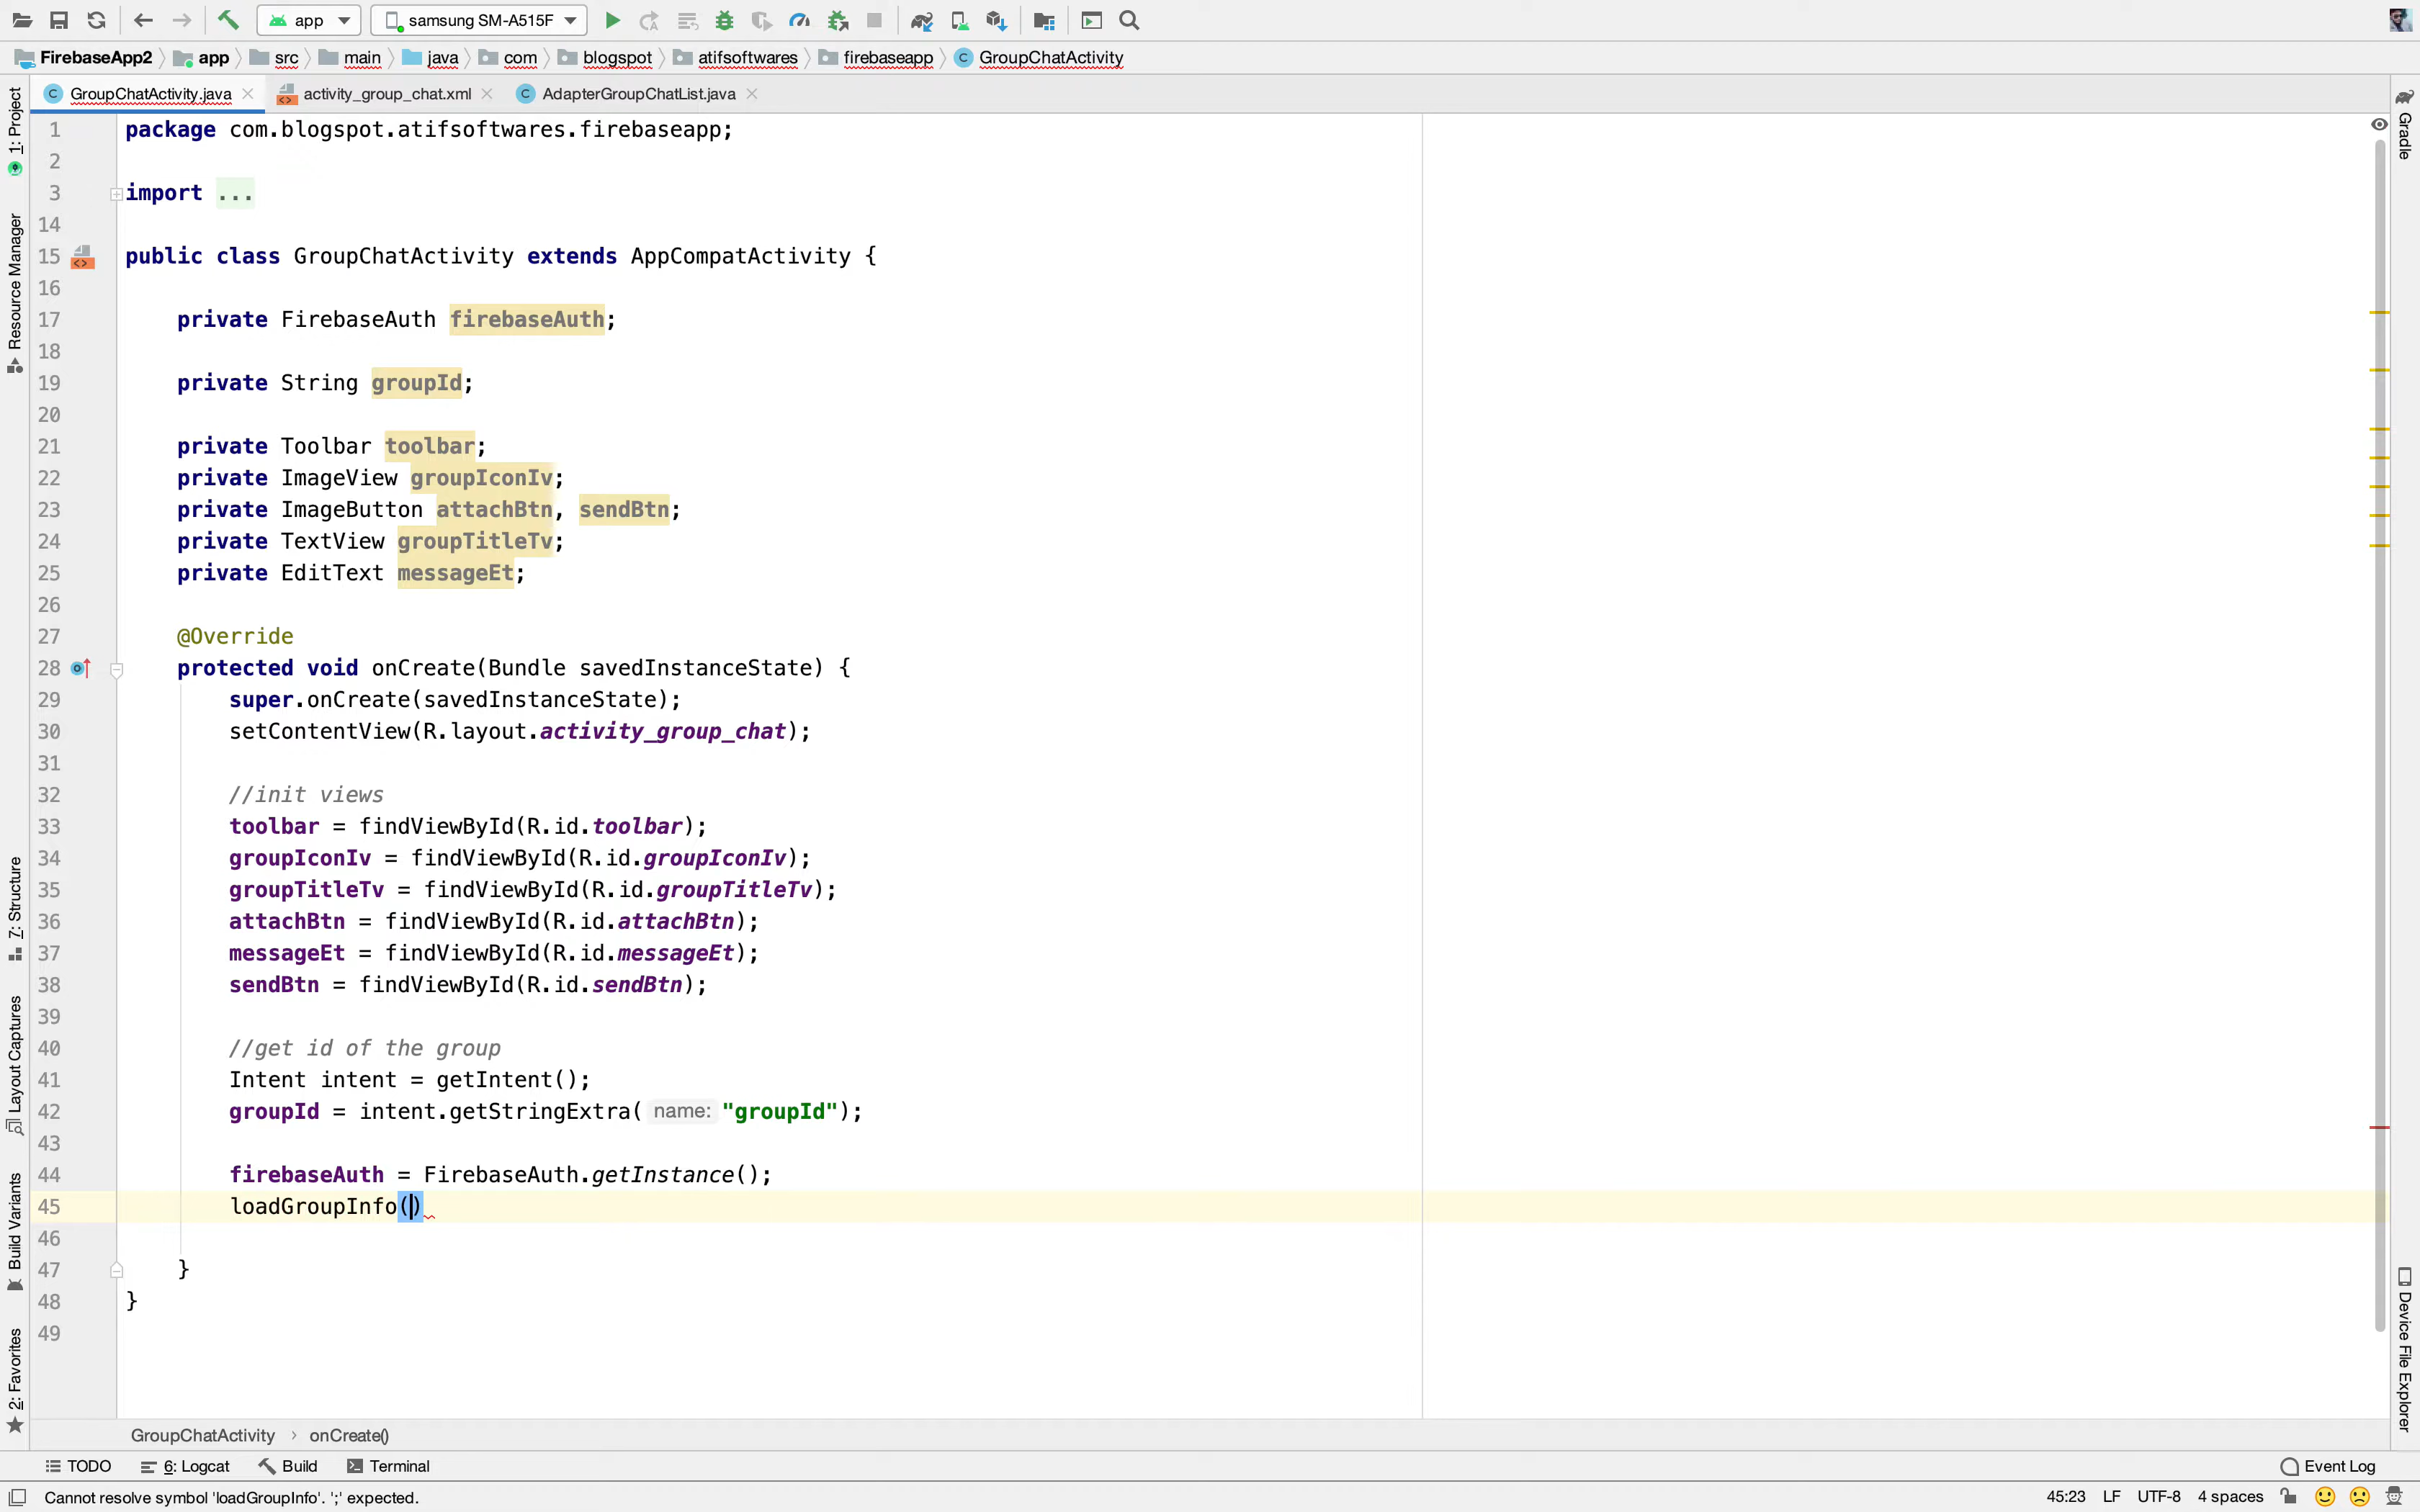 app samsung SM-A515F
FirebaseApp2 app src main java com blogspot atifsoftwares firebaseapp GroupChatActivity
GroupChatActivity.java activity_group_chat.xml AdapterGroupChatList.java
1: Project
Resource Manager
7: Structure
Layout Captures
Build Variants
2: Favorites
1 package com.blogspot.atifsoftwares.firebaseapp;
2
3 import ...
14
15 public class GroupChatActivity extends AppCompatActivity {
16
17 private FirebaseAuth firebaseAuth;
18
19 private String groupId;
20
21 private Toolbar toolbar;
22 private ImageView groupIconIv;
23 private ImageButton attachBtn, sendBtn;
24 private TextView groupTitleTv;
25 private EditText messageEt;
26
27 @Override
28 protected void onCreate(Bundle savedInstanceState) {
29 super.onCreate(savedInstanceState);
30 setContentView(R.layout.activity_group_chat);
31
32 //init views
33 toolbar = findViewById(R.id.toolbar);
34 groupIconIv = findViewById(R.id.groupIconIv);
35 groupTitleTv = findViewById(R.id.groupTitleTv);
36 attachBtn = findViewById(R.id.attachBtn);
37 messageEt = findViewById(R.id.messageEt);
38 sendBtn = findViewById(R.id.sendBtn);
39
40 //get id of the group
41 Intent intent = getIntent();
42 groupId = intent.getStringExtra( name: "groupId");
43
44 firebaseAuth = FirebaseAuth.getInstance();
45 loadGroupInfo()
46
47 }
48 }
49
Gradle
Device File Explorer
GroupChatActivity › onCreate()
TODO 6: Logcat Build Terminal Event Log
Cannot resolve symbol 'loadGroupInfo'. ';' expected. 45:23 LF UTF-8 4 spaces